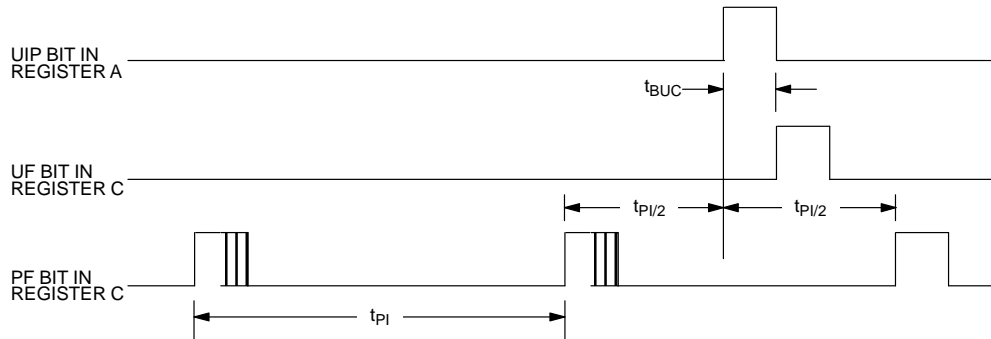 UIP BIT IN
REGISTER A
tBUC
UF BIT IN
REGISTER C
tPI/2 tPI/2
PF BIT IN
REGISTER C
tPI